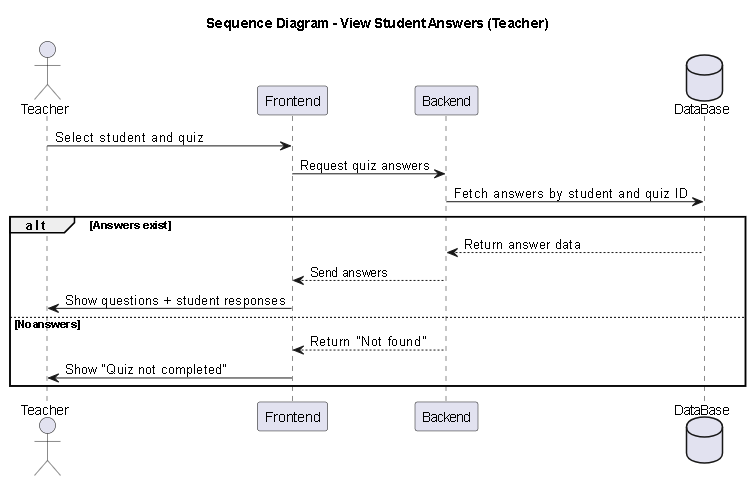 Sequence Diagram - View Student Answers (Teacher)
Teacher
Frontend
Backend
DataBase
Select student and quiz
Request quiz answers
Fetch answers by student and quiz ID
alt
[Answers exist]
Return answer data
Send answers
Show questions + student responses
[No answers]
Return "Not found"
Show "Quiz not completed"
Teacher
Frontend
Backend
DataBase